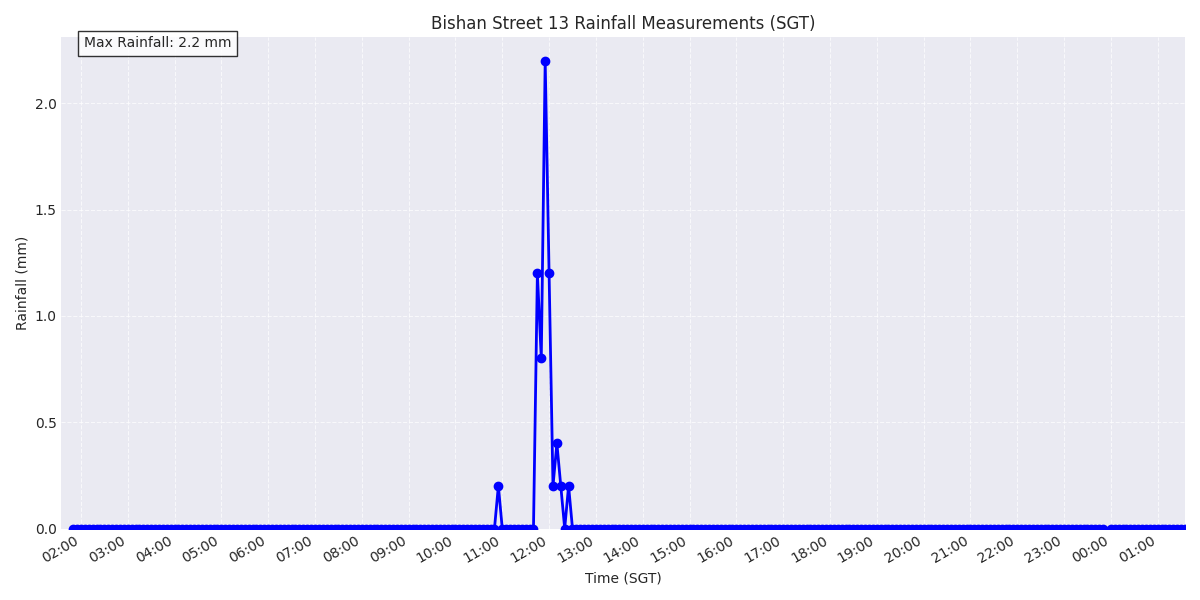 Bishan Street 13 Rainfall Measurements (SGT)
Max Rainfall: 2.2 mm
2.0
1.5
1.0
0.5
0.0
Rainfall (mm)
02:00 03:00 04:00 05:00 06:00 07:00 08:00 09:00 10:00 11:00 12:00 13:00 14:00 15:00 16:00 17:00 18:00 19:00 20:00 21:00 22:00 23:00 00:00 01:00
Time (SGT)